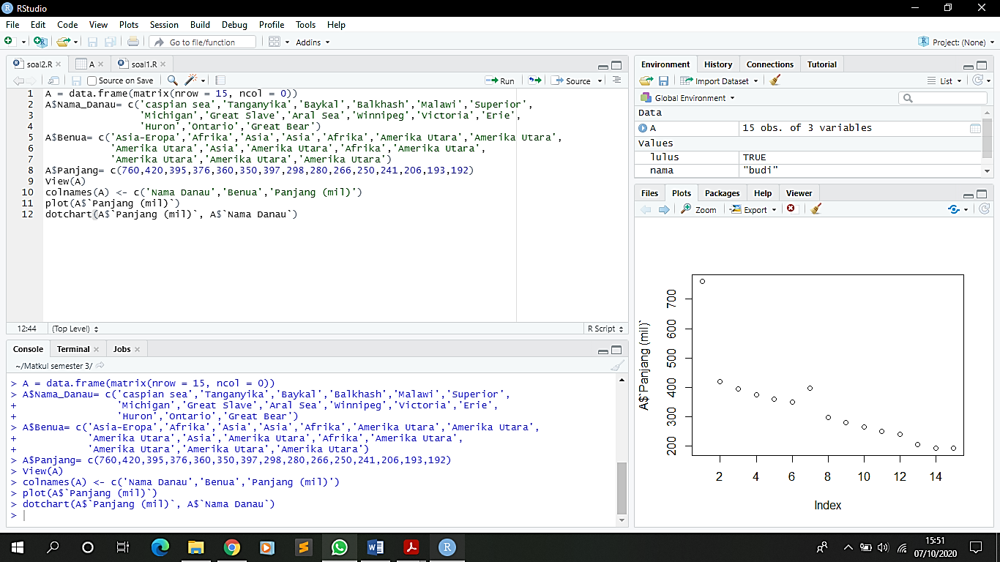 RStudio
File Edit Code View Plots Session Build Debug Profile Tools Help
Go to file/function Addins Project: (None)
soal2.R A soal1.R
Source on Save Run Source
1 A = data.frame(matrix(nrow = 15, ncol = 0))
2 A$Nama_Danau= c('caspian sea','Tanganyika','Baykal','Balkhash','Malawi','Superior',
3 'Michigan','Great Slave','Aral Sea','Winnipeg','Victoria','Erie',
4 'Huron','Ontario','Great Bear')
5 A$Benua= c('Asia-Eropa','Afrika','Asia','Asia','Afrika','Amerika Utara','Amerika Utara',
6 'Amerika Utara','Asia','Amerika Utara','Afrika','Amerika Utara',
7 'Amerika Utara','Amerika Utara','Amerika Utara')
8 A$Panjang= c(760,420,395,376,360,350,397,298,280,266,250,241,206,193,192)
9 View(A)
10 colnames(A) <- c('Nama Danau','Benua','Panjang (mil)')
11 plot(A$`Panjang (mil)`)
12 dotchart(A$`Panjang (mil)`, A$`Nama Danau`)
12:44 (Top Level) R Script
Console Terminal Jobs
~/Matkul semester 3/
> A = data.frame(matrix(nrow = 15, ncol = 0))
> A$Nama_Danau= c('caspian sea','Tanganyika','Baykal','Balkhash','Malawi','Superior',
+ 'Michigan','Great Slave','Aral Sea','Winnipeg','Victoria','Erie',
+ 'Huron','Ontario','Great Bear')
> A$Benua= c('Asia-Eropa','Afrika','Asia','Asia','Afrika','Amerika Utara','Amerika Utara',
+ 'Amerika Utara','Asia','Amerika Utara','Afrika','Amerika Utara',
+ 'Amerika Utara','Amerika Utara','Amerika Utara')
> A$Panjang= c(760,420,395,376,360,350,397,298,280,266,250,241,206,193,192)
> View(A)
> colnames(A) <- c('Nama Danau','Benua','Panjang (mil)')
> plot(A$`Panjang (mil)`)
> dotchart(A$`Panjang (mil)`, A$`Nama Danau`)
>
Environment History Connections Tutorial
Import Dataset List
Global Environment
Data
A 15 obs. of 3 variables
Values
lulus TRUE
nama "budi"
Files Plots Packages Help Viewer
Zoom Export
A$`Panjang (mil)`
700
600
500
400
300
200
2 4 6 8 10 12 14
Index
15:51
07/10/2020